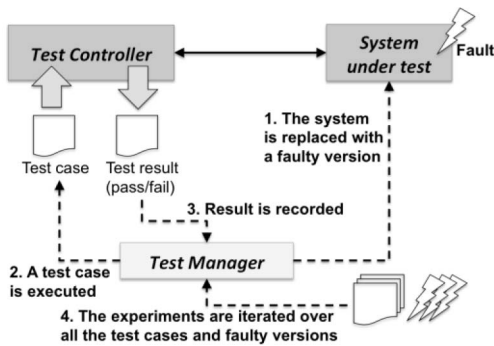 Test Controller
System
under test
Fault
1. The system
is replaced with
a faulty version
Test case
Test result
(pass/fail)
3. Result is recorded
Test Manager
2. A test case
is executed
4. The experiments are iterated over
all the test cases and faulty versions